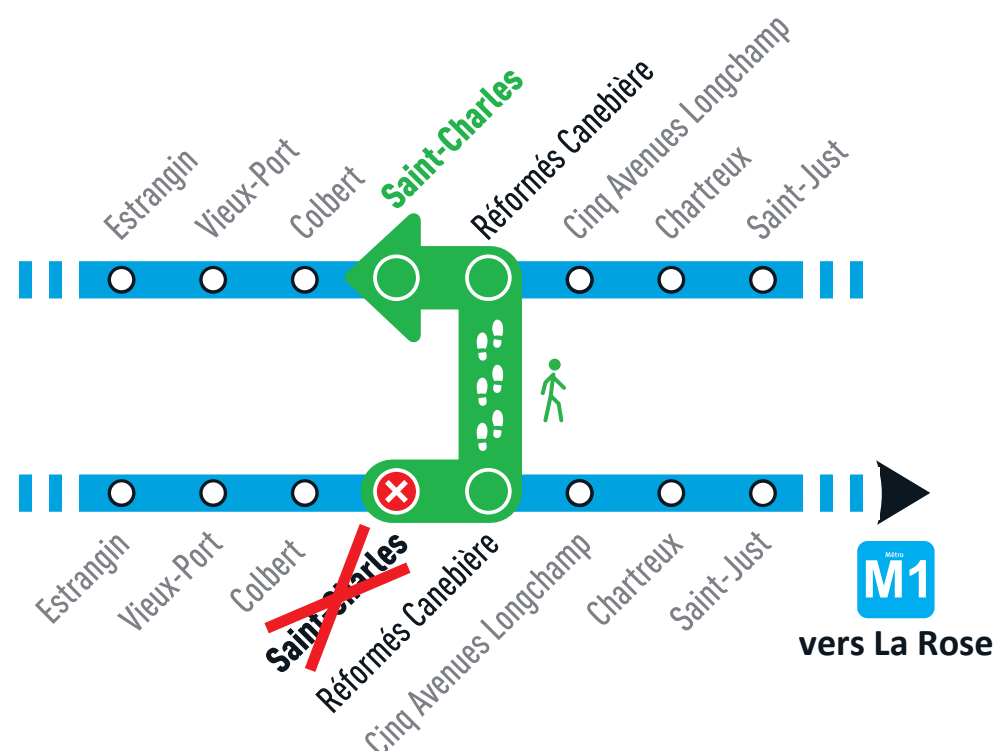 Estrangin
Vieux-Port
Colbert
Saint-Charles
Réformés Canebière
Cinq Avenues Longchamp
Chartreux
Saint-Just
Estrangin
Vieux-Port
Colbert
Saint-Charles
Réformés Canebière
Cinq Avenues Longchamp
Chartreux
Saint-Just
Métro
M1
vers La Rose